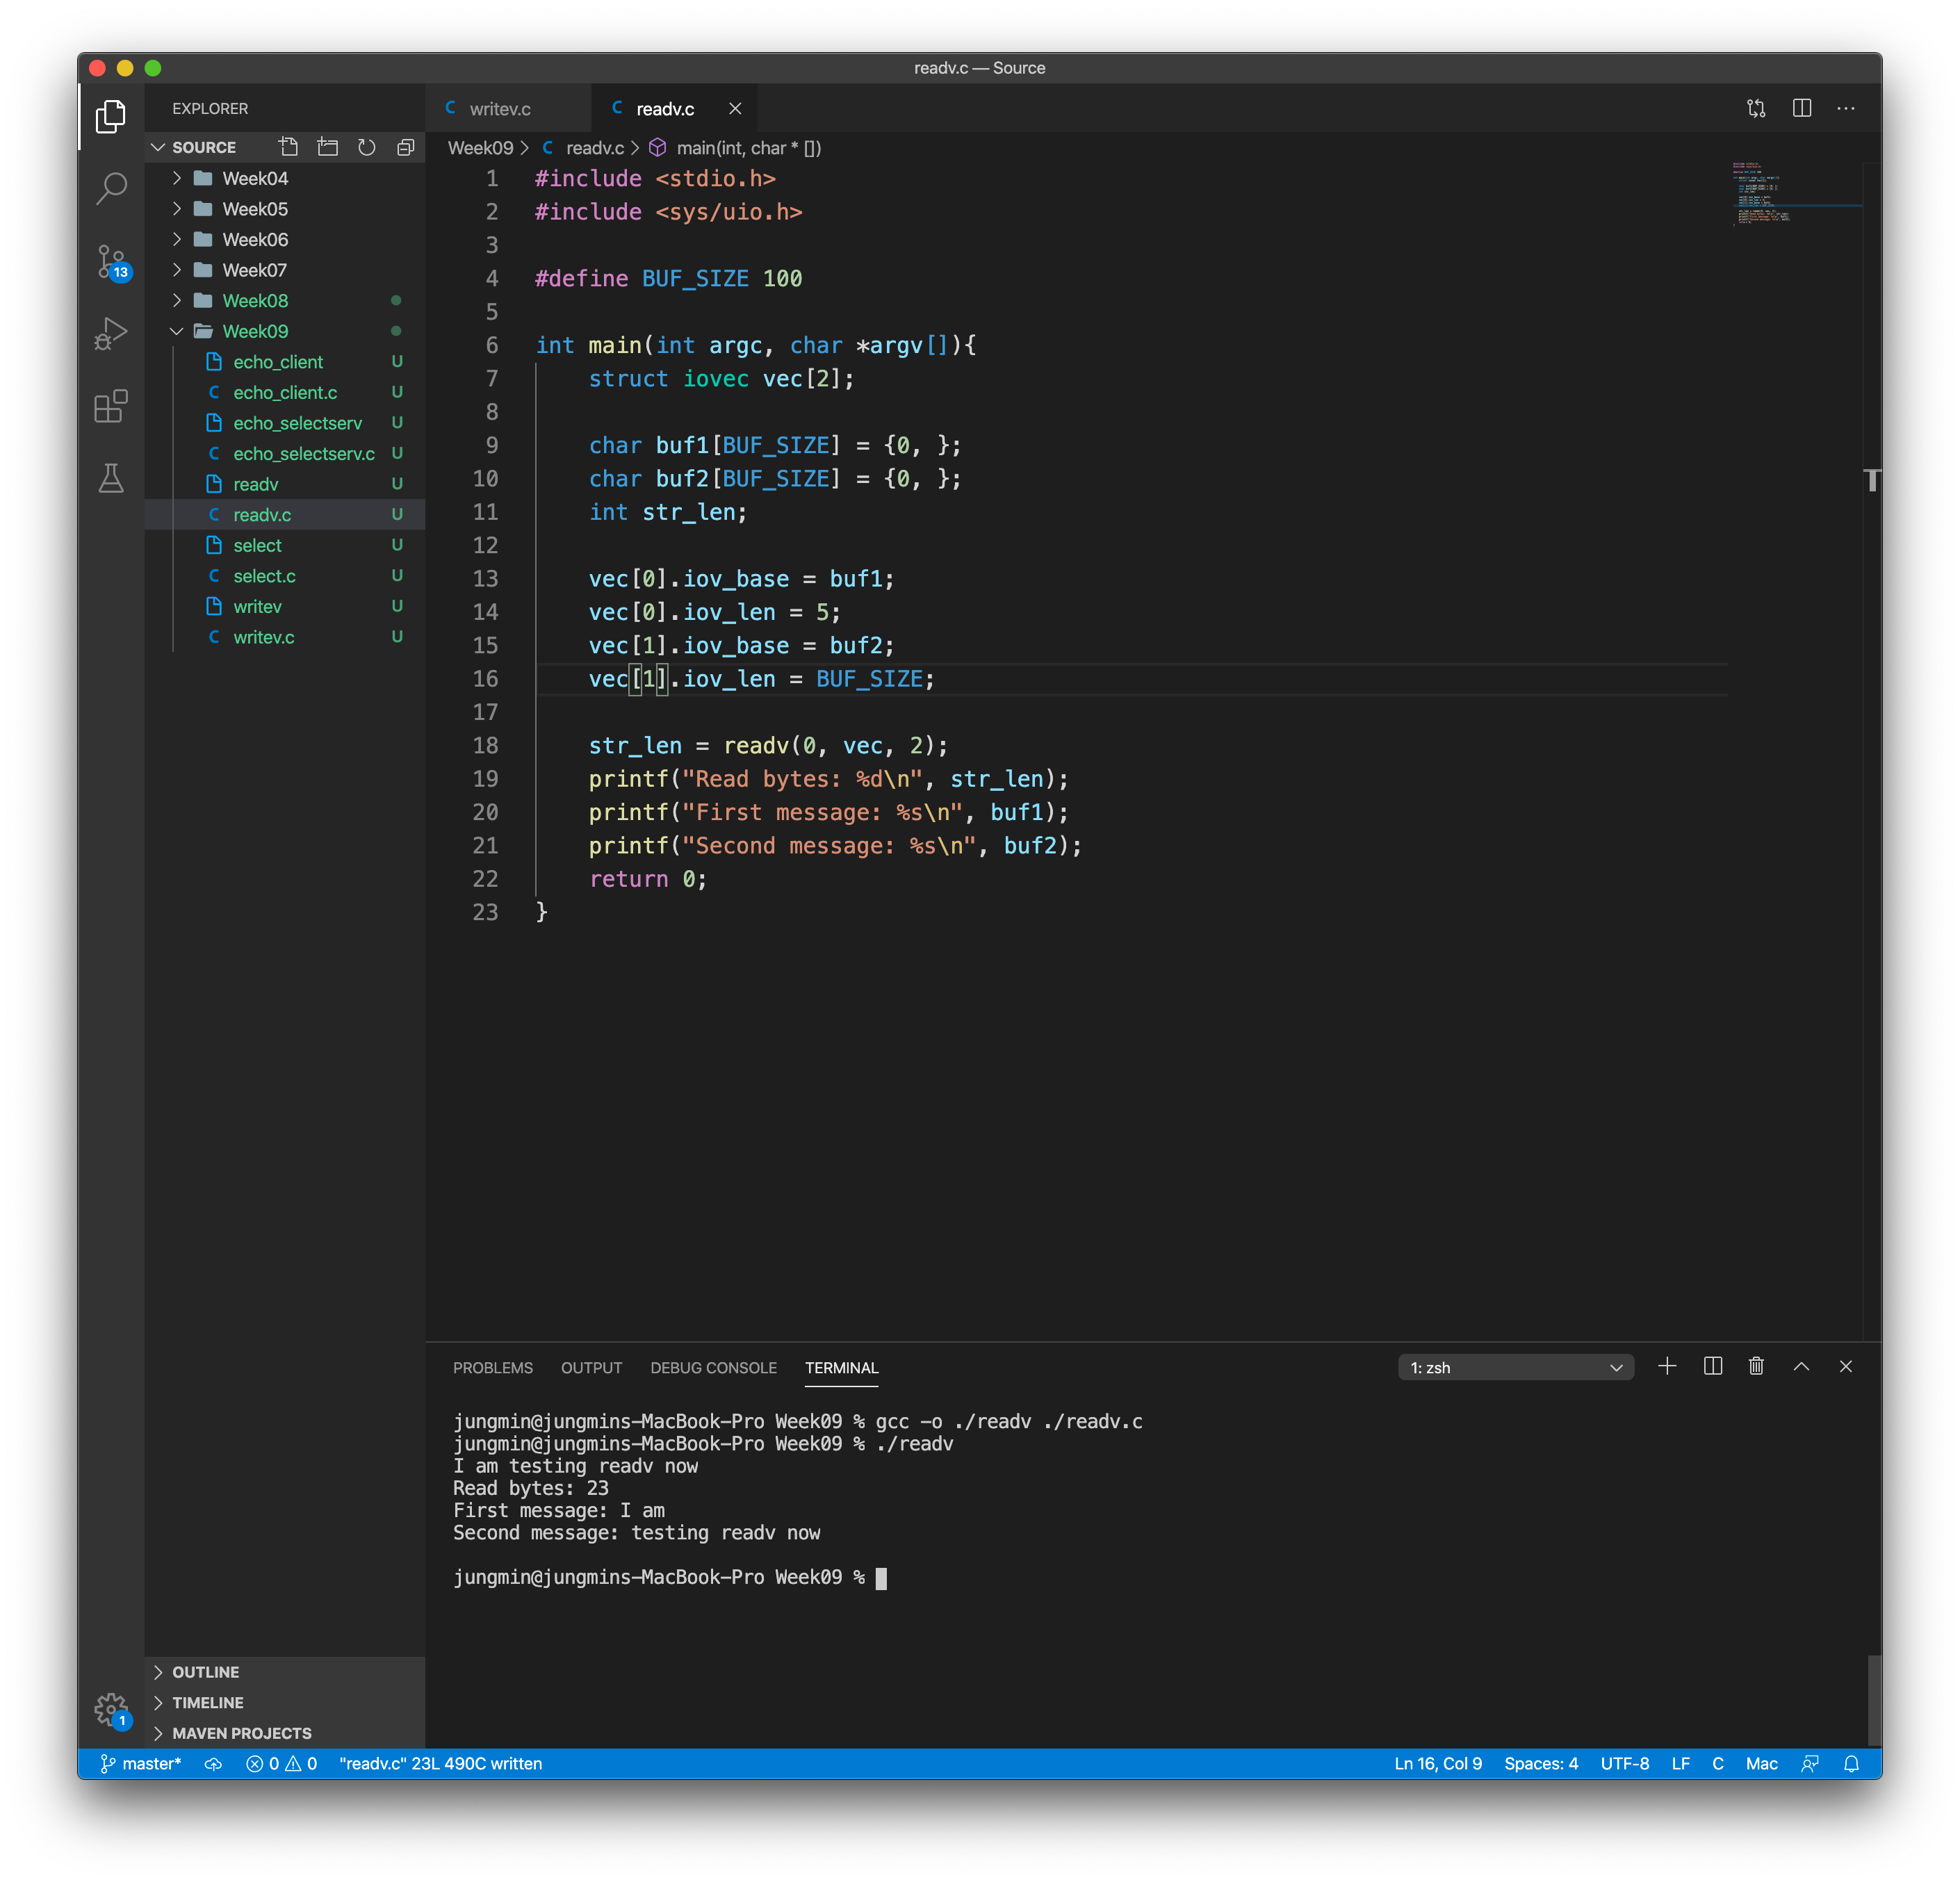 readv.c — Source
EXPLORER
SOURCE
Week04
Week05
Week06
Week07
Week08
Week09
echo_client U
echo_client.c U
echo_selectserv U
echo_selectserv.c U
readv U
readv.c U
select U
select.c U
writev U
writev.c U
OUTLINE
TIMELINE
MAVEN PROJECTS
13
1
C writev.c
C readv.c
Week09 > C readv.c > main(int, char * [])
1 #include <stdio.h>
2 #include <sys/uio.h>
3
4 #define BUF_SIZE 100
5
6 int main(int argc, char *argv[]){
7 struct iovec vec[2];
8
9 char buf1[BUF_SIZE] = {0, };
10 char buf2[BUF_SIZE] = {0, };
11 int str_len;
12
13 vec[0].iov_base = buf1;
14 vec[0].iov_len = 5;
15 vec[1].iov_base = buf2;
16 vec[1].iov_len = BUF_SIZE;
17
18 str_len = readv(0, vec, 2);
19 printf("Read bytes: %d\n", str_len);
20 printf("First message: %s\n", buf1);
21 printf("Second message: %s\n", buf2);
22 return 0;
23 }
PROBLEMS OUTPUT DEBUG CONSOLE TERMINAL 1: zsh
jungmin@jungmins-MacBook-Pro Week09 % gcc -o ./readv ./readv.c
jungmin@jungmins-MacBook-Pro Week09 % ./readv
I am testing readv now
Read bytes: 23
First message: I am
Second message: testing readv now
jungmin@jungmins-MacBook-Pro Week09 %
master* 0 0 "readv.c" 23L 490C written Ln 16, Col 9 Spaces: 4 UTF-8 LF C Mac